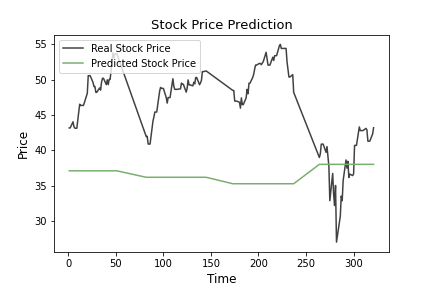 Stock Price Prediction
Real Stock Price
Predicted Stock Price
55
50
45
40
35
30
Price
0 50 100 150 200 250 300
Time